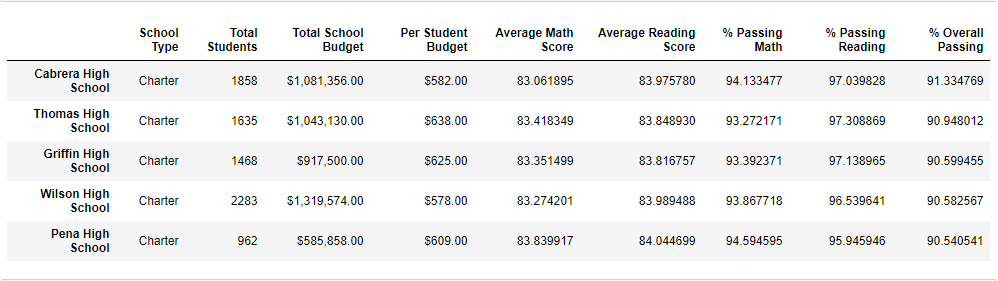 School Type Total Students Total School Budget Per Student Budget Average Math Score Average Reading Score % Passing Math % Passing Reading % Overall Passing
Cabrera High School Charter 1858 $1,081,356.00 $582.00 83.061895 83.975780 94.133477 97.039828 91.334769
Thomas High School Charter 1635 $1,043,130.00 $638.00 83.418349 83.848930 93.272171 97.308869 90.948012
Griffin High School Charter 1468 $917,500.00 $625.00 83.351499 83.816757 93.392371 97.138965 90.599455
Wilson High School Charter 2283 $1,319,574.00 $578.00 83.274201 83.989488 93.867718 96.539641 90.582567
Pena High School Charter 962 $585,858.00 $609.00 83.839917 84.044699 94.594595 95.945946 90.540541